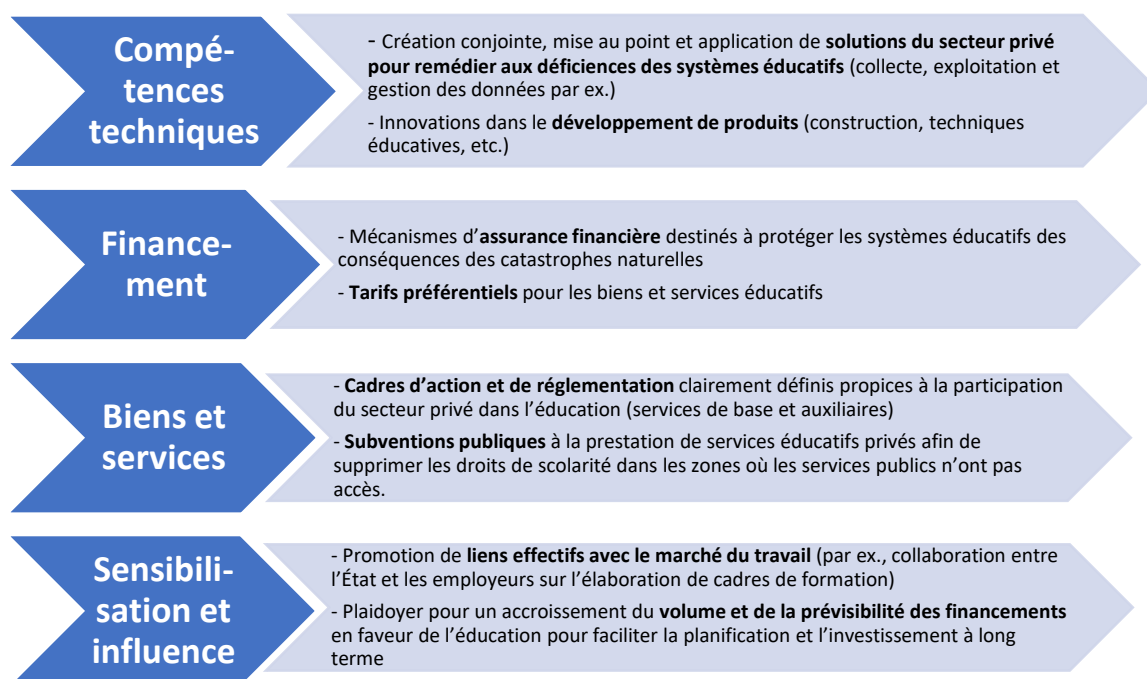 Compé-
tences
techniques
- Création conjointe, mise au point et application de solutions du secteur privé
pour remédier aux déficiences des systèmes éducatifs (collecte, exploitation et
gestion des données par ex.)
- Innovations dans le développement de produits (construction, techniques
éducatives, etc.)
Finance-
ment
- Mécanismes d'assurance financière destinés à protéger les systèmes éducatifs des
conséquences des catastrophes naturelles
- Tarifs préférentiels pour les biens et services éducatifs
Biens et
services
- Cadres d'action et de réglementation clairement définis propices à la participation
du secteur privé dans l'éducation (services de base et auxiliaires)
- Subventions publiques à la prestation de services éducatifs privés afin de
supprimer les droits de scolarité dans les zones où les services publics n'ont pas
accès.
Sensibili-
sation et
influence
- Promotion de liens effectifs avec le marché du travail (par ex., collaboration entre
l'État et les employeurs sur l'élaboration de cadres de formation)
- Plaidoyer pour un accroissement du volume et de la prévisibilité des financements
en faveur de l'éducation pour faciliter la planification et l'investissement à long
terme